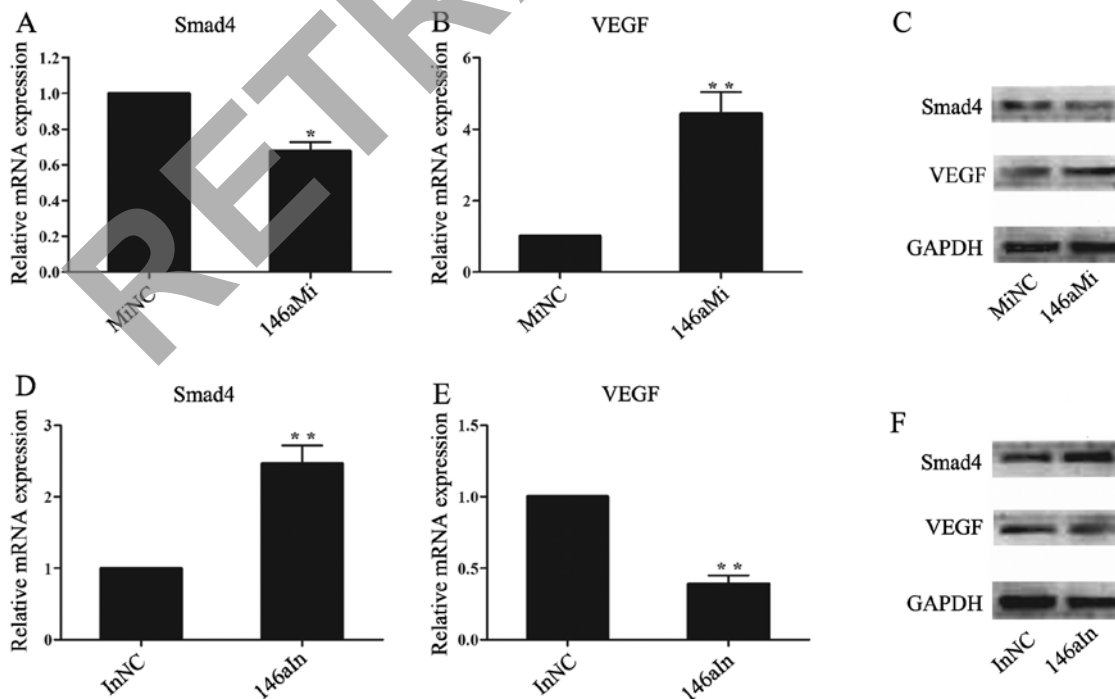 A
Smad4
Relative mRNA expression
1.2
1.0
0.8
0.6
0.4
0.2
0.0
*
MiNC
146aMi
B
VEGF
Relative mRNA expression
6
4
2
0
* *
MiNC
146aMi
C
Smad4
VEGF
GAPDH
MiNC
146aMi
D
Smad4
Relative mRNA expression
3
2
1
0
* *
InNC
146aIn
E
VEGF
Relative mRNA expression
1.5
1.0
0.5
0.0
* *
InNC
146aIn
F
Smad4
VEGF
GAPDH
InNC
146aIn
RETR